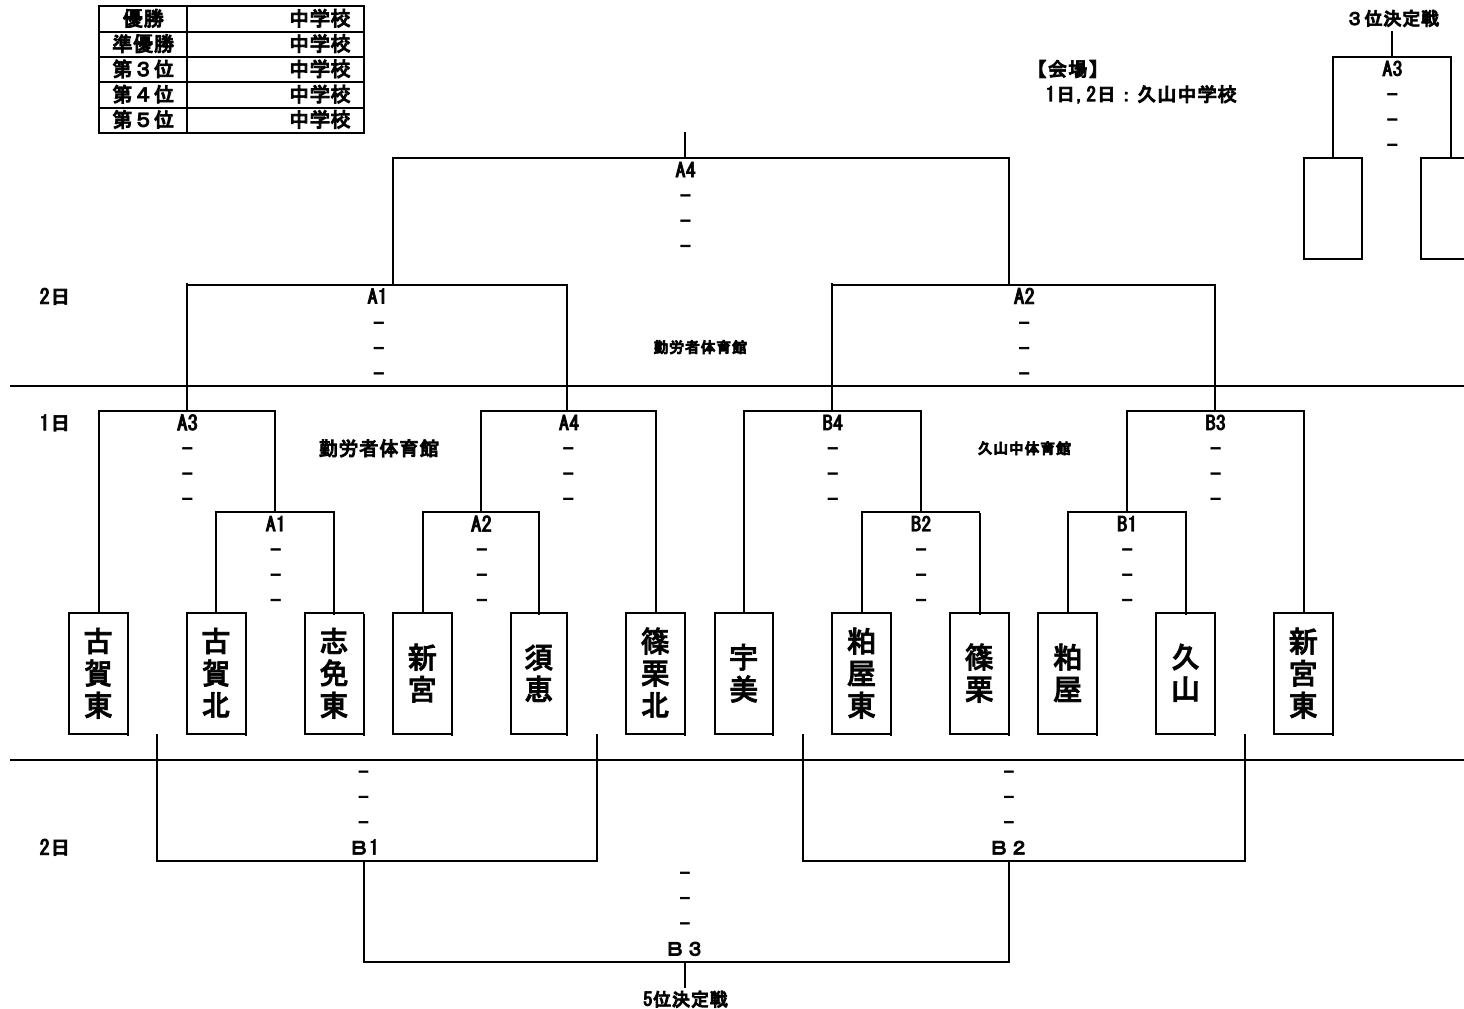 優勝 中学校
準優勝 中学校
第３位 中学校
第４位 中学校
第５位 中学校
３位決定戦
【会場】
1日,2日：久山中学校
A3
－
－
－
A4
－
－
－
2日
A1
A2
－ －
－ 勤労者体育館 －
－ －
1日
A3
A4
B4
B3
－ 勤労者体育館 － － 久山中体育館 －
－ － － －
－ － － －
A1
A2
B2
B1
－ － － －
－ － － －
－ － － －
古賀東
古賀北
志免東
新宮
須恵
篠栗北
宇美
粕屋東
篠栗
粕屋
久山
新宮東
－ －
－ －
－ －
2日
Ｂ1
Ｂ２
－
－
－
Ｂ３
5位決定戦